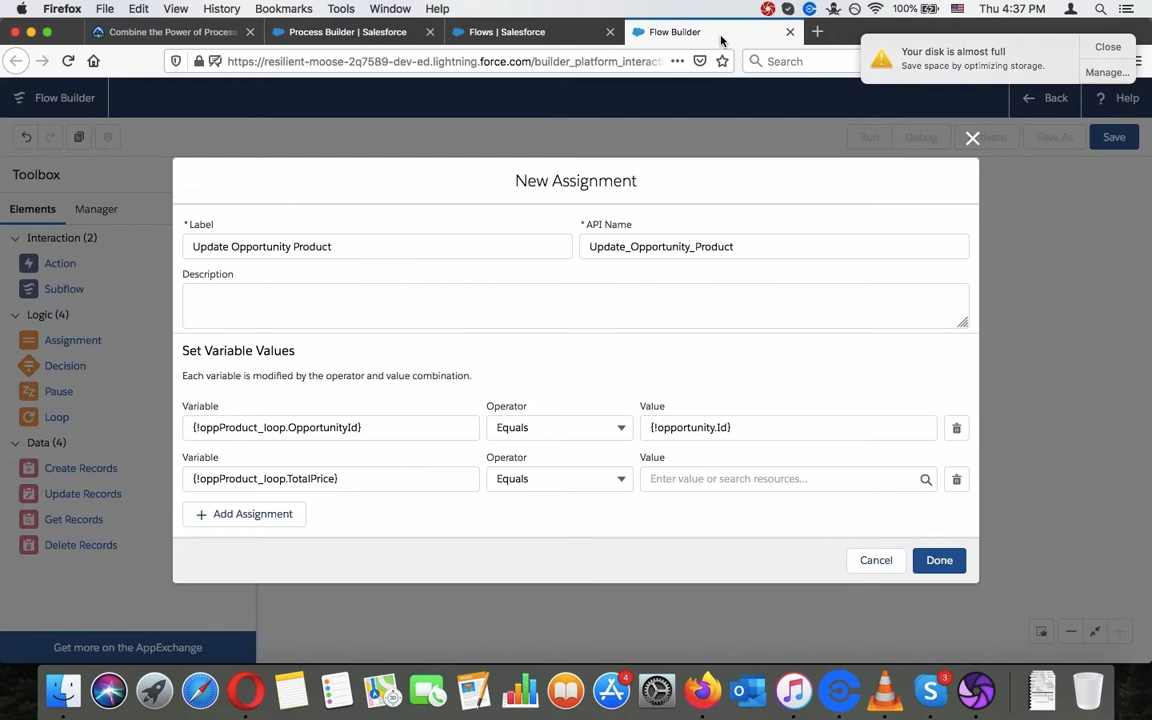 Firefox File Edit View History Bookmarks Tools Window Help 100% Thu 4:37 PM
Combine the Power of Process Process Builder | Salesforce Flows | Salesforce Flow Builder
https://resilient-moose-2q7589-dev-ed.lightning.force.com/builder_platform_interact Search
Your disk is almost full
Save space by optimizing storage.
Close
Manage...
Flow Builder Back ? Help
Run Debug Activate Save As Save
Toolbox
Elements Manager
Interaction (2)
Action
Subflow
Logic (4)
Assignment
Decision
Pause
Loop
Data (4)
Create Records
Update Records
Get Records
Delete Records
Get more on the AppExchange
New Assignment
* Label * API Name
Update Opportunity Product Update_Opportunity_Product
Description
Set Variable Values
Each variable is modified by the operator and value combination.
Variable Operator Value
{!oppProduct_loop.OpportunityId} Equals {!opportunity.Id}
Variable Operator Value
{!oppProduct_loop.TotalPrice} Equals Enter value or search resources...
+ Add Assignment
Cancel Done
4
3